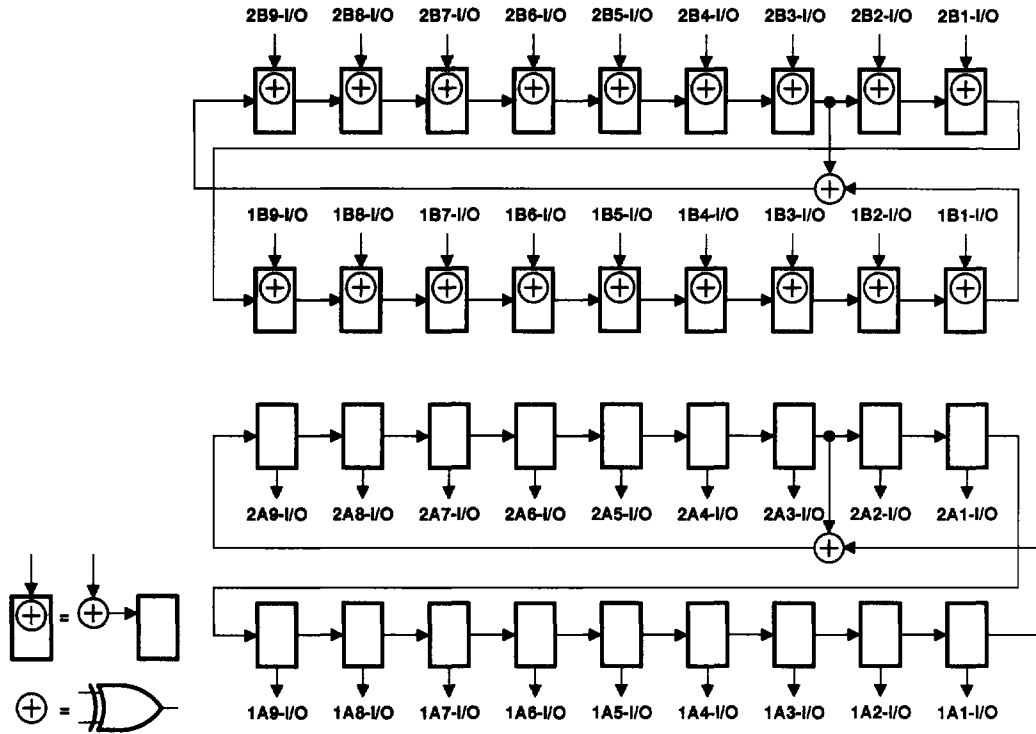 2B9-I/O 2B8-I/O 2B7-I/O 2B6-I/O 2B5-I/O 2B4-I/O 2B3-I/O 2B2-I/O 2B1-I/O
1B9-I/O 1B8-I/O 1B7-I/O 1B6-I/O 1B5-I/O 1B4-I/O 1B3-I/O 1B2-I/O 1B1-I/O
2A9-I/O 2A8-I/O 2A7-I/O 2A6-I/O 2A5-I/O 2A4-I/O 2A3-I/O 2A2-I/O 2A1-I/O
=
=
1A9-I/O 1A8-I/O 1A7-I/O 1A6-I/O 1A5-I/O 1A4-I/O 1A3-I/O 1A2-I/O 1A1-I/O